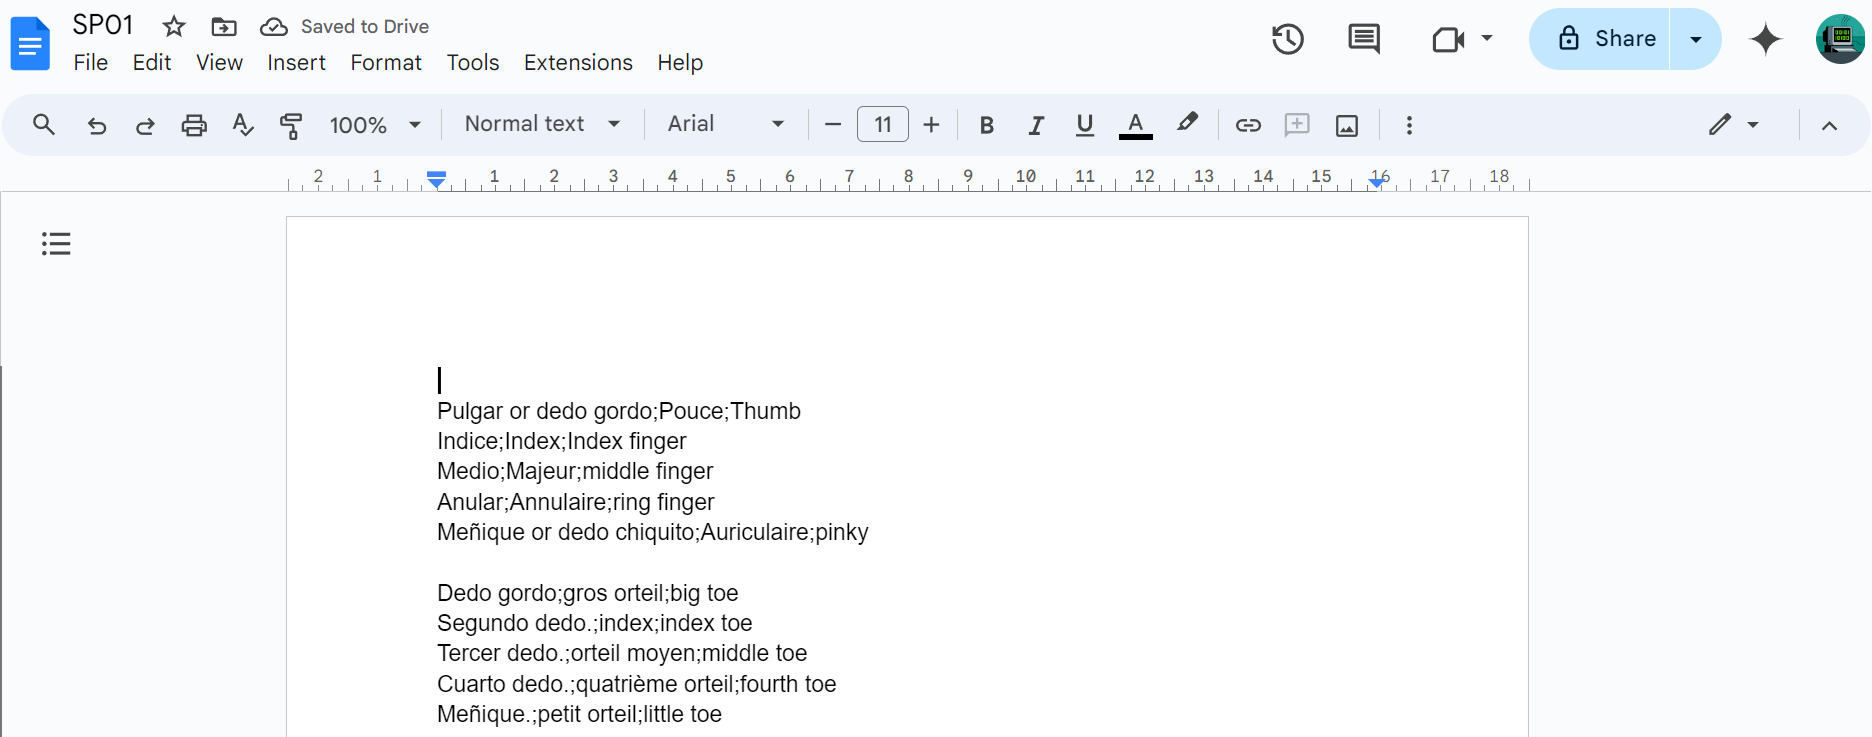 SP01
Saved to Drive
File Edit View Insert Format Tools Extensions Help
Share
100% Normal text Arial 11 B I U A
2 1 1 2 3 4 5 6 7 8 9 10 11 12 13 14 15 16 17 18
Pulgar or dedo gordo;Pouce;Thumb
Indice;Index;Index finger
Medio;Majeur;middle finger
Anular;Annulaire;ring finger
Meñique or dedo chiquito;Auriculaire;pinky
Dedo gordo;gros orteil;big toe
Segundo dedo.;index;index toe
Tercer dedo.;orteil moyen;middle toe
Cuarto dedo.;quatrième orteil;fourth toe
Meñique.;petit orteil;little toe